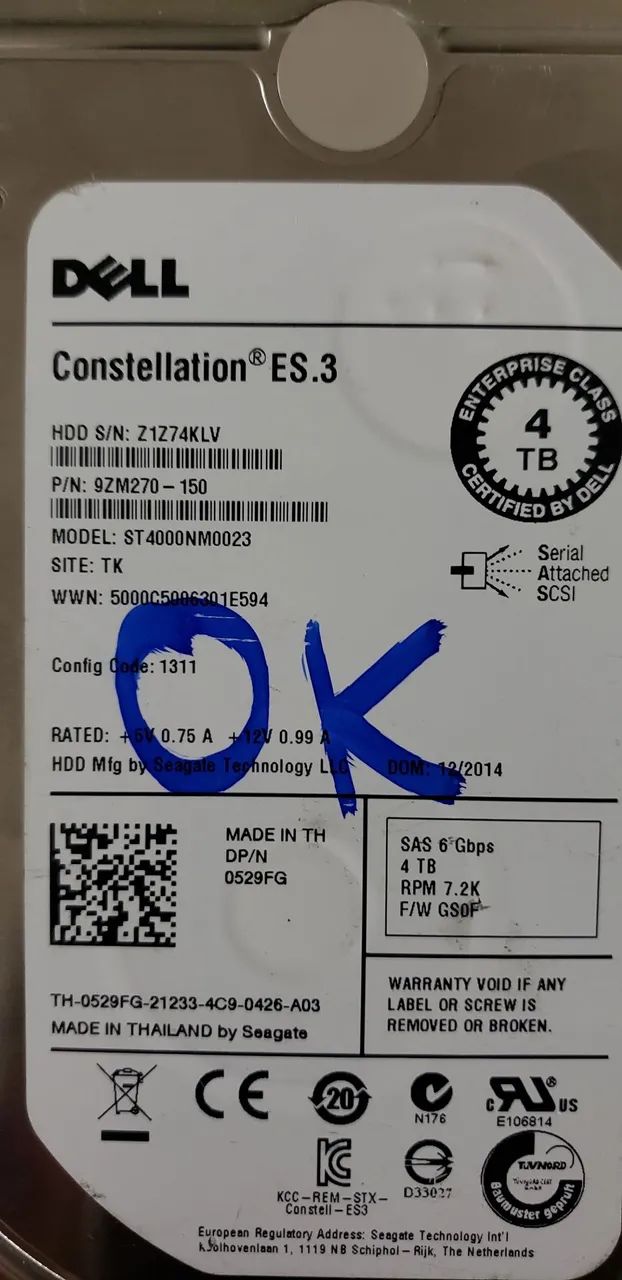 DELL
Constellation® ES.3
ENTERPRISE CLASS
4
TB
CERTIFIED BY DELL
HDD S/N: Z1Z74KLV
P/N: 9ZM270-150
MODEL: ST4000NM0023
SITE: TK
WWN: 5000C5006301E594
Serial
Attached
SCSI
OK
Config Code: 1311
RATED: +5V 0.75 A +12V 0.99 A
HDD Mfg by Seagate Technology LLC DOM: 12/2014
MADE IN TH
DP/N
0529FG
SAS 6 Gbps
4 TB
RPM 7.2K
F/W GS0F
TH-0529FG-21233-4C9-0426-A03
MADE IN THAILAND by Seagate
WARRANTY VOID IF ANY
LABEL OR SCREW IS
REMOVED OR BROKEN.
CE
20
N176
c RU® US
E106814
KCC-REM-STX-
Constell-ES3
D33027
TUVNORD
Baumuster geprüft
European Regulatory Address: Seagate Technology Int'l
Koolhovenlaan 1, 1119 NB Schiphol-Rijk, The Netherlands